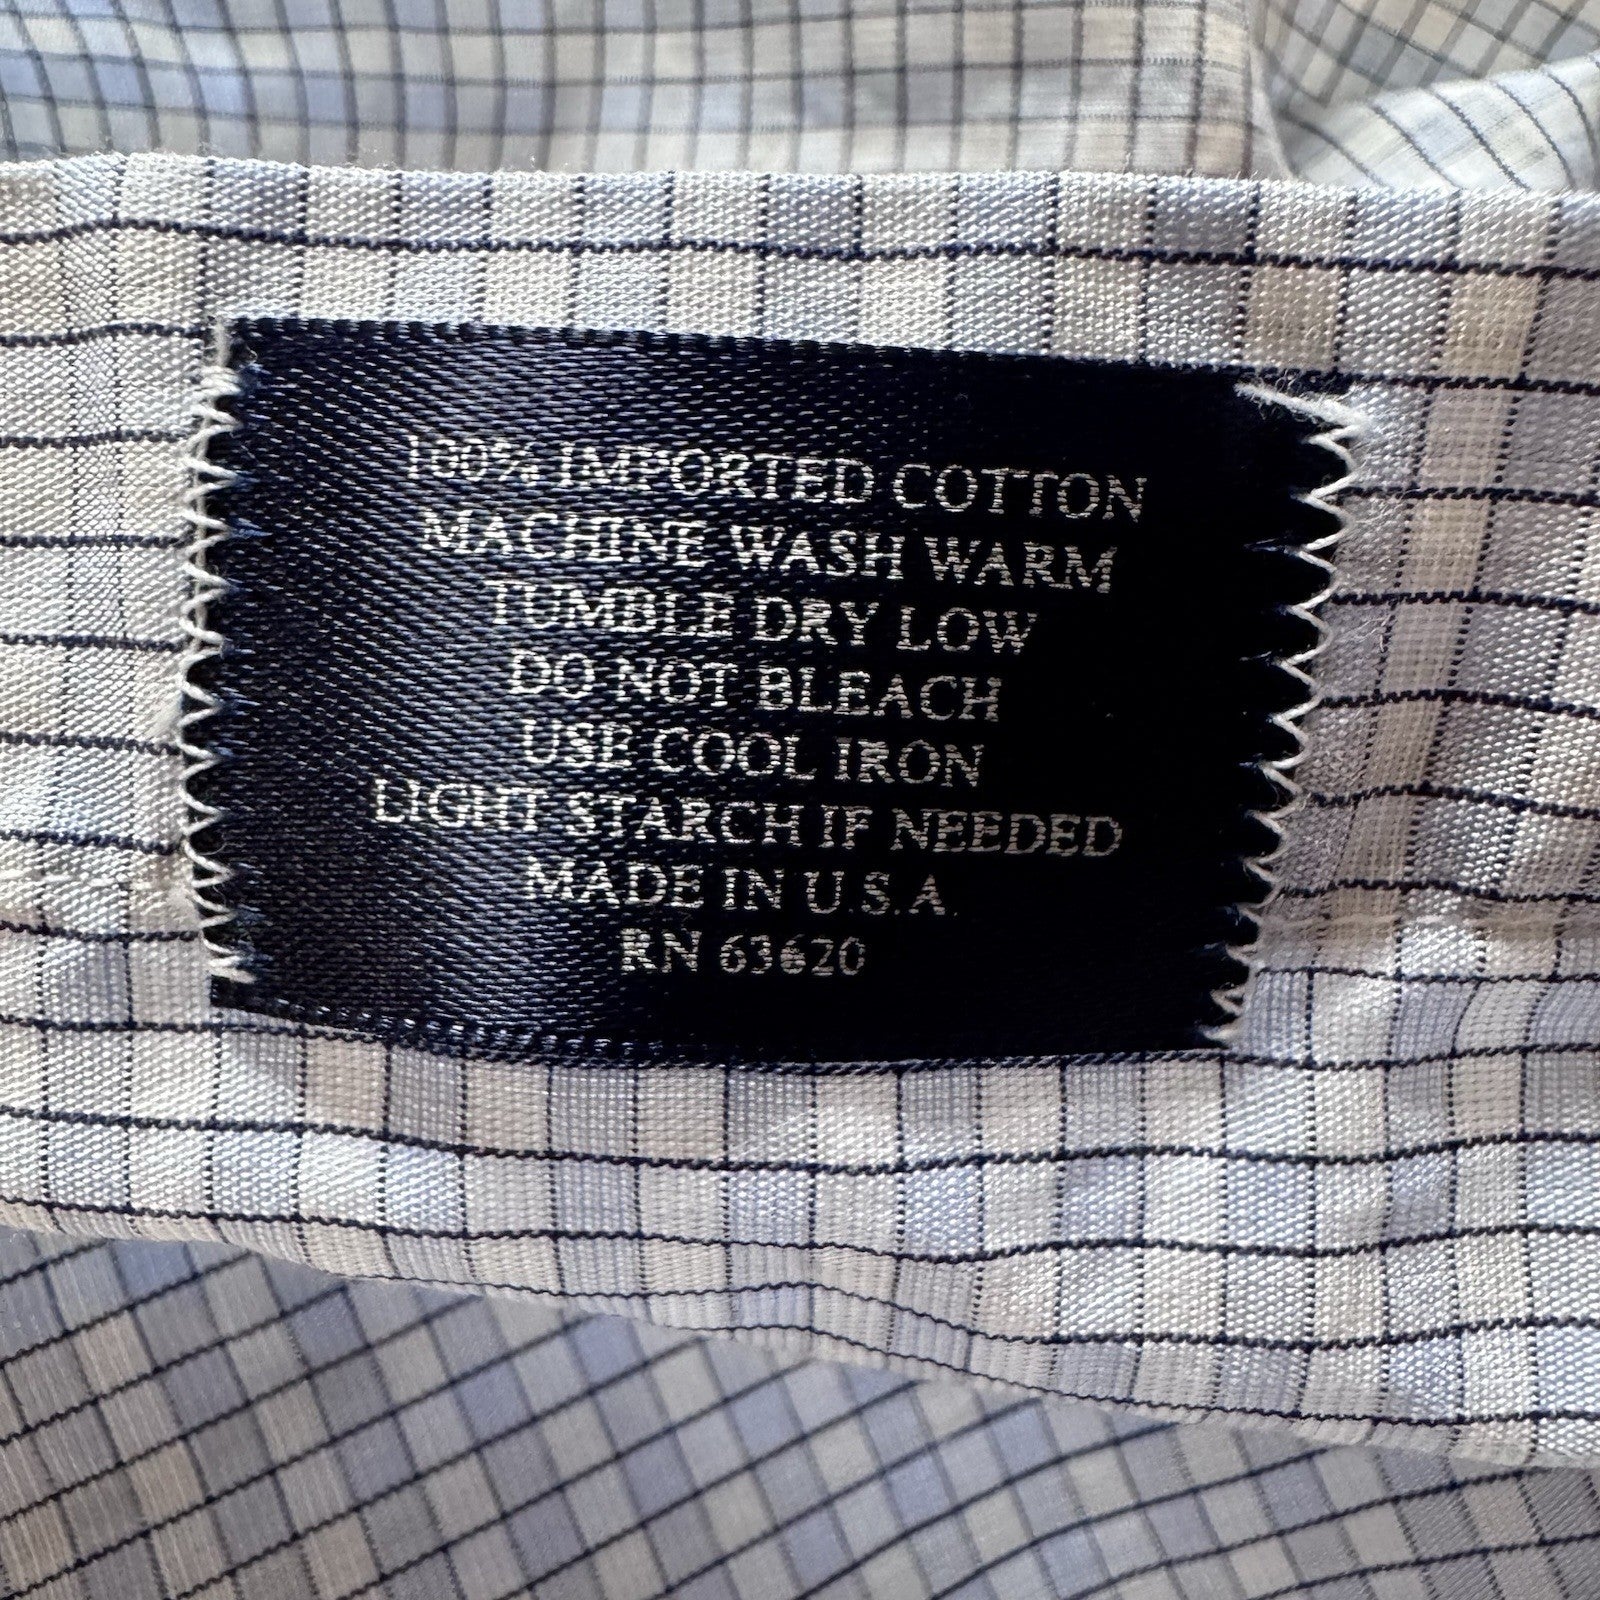 100% IMPORTED COTTON
MACHINE WASH WARM
TUMBLE DRY LOW
DO NOT BLEACH
USE COOL IRON
LIGHT STARCH IF NEEDED
MADE IN U.S.A.
RN 63620